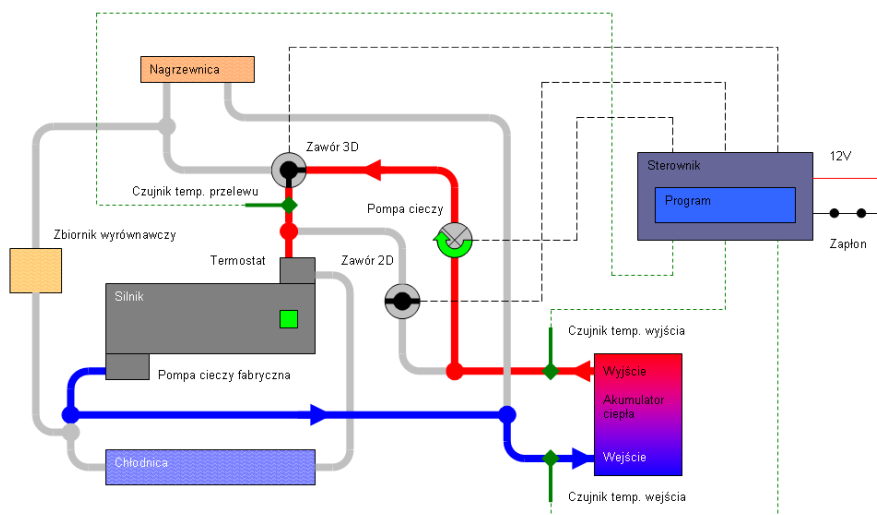 Nagrzewnica
Zawór 3D
Sterownik
12V
Czujnik temp. przelewu
Program
Pompa cieczy
Zbiornik wyrównawczy
Zapłon
Termostat
Zawór 2D
Silnik
Czujnik temp. wyjścia
Pompa cieczy fabryczna
Wyjście
Akumulator
ciepła
Chłodnica
Wejście
Czujnik temp. wejścia